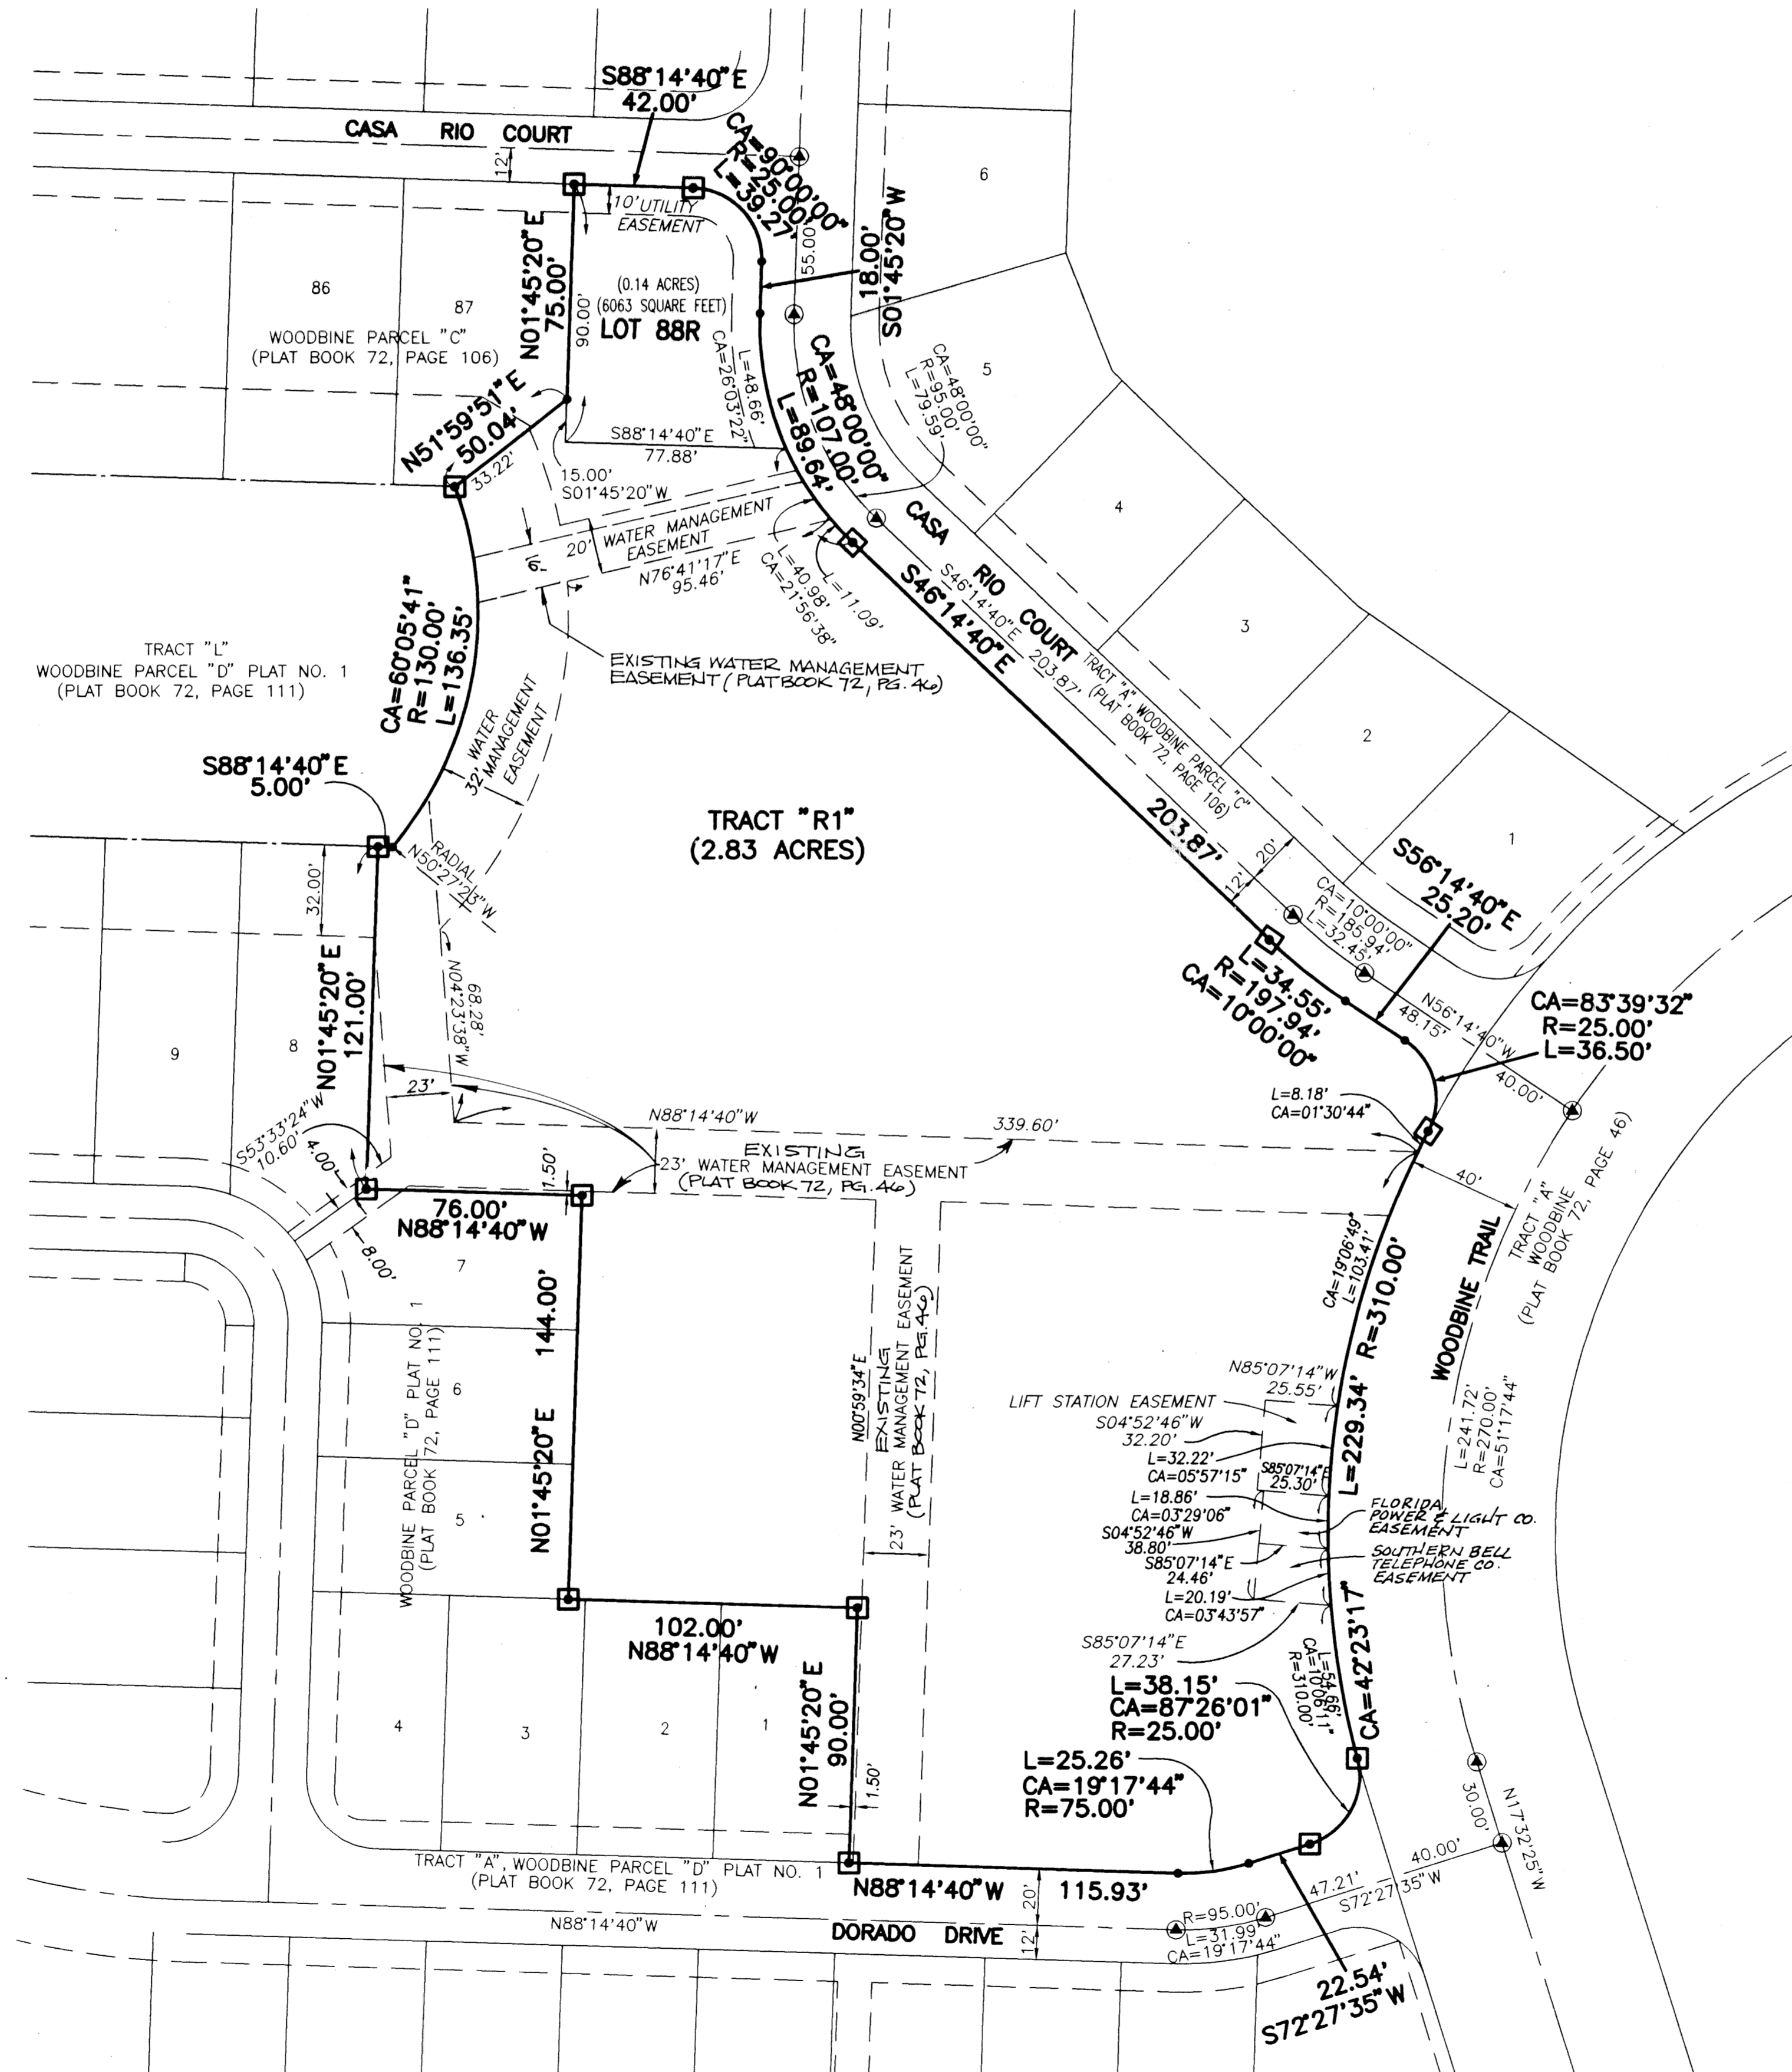 S88°14'40"E
42.00'
CASA RIO COURT
12'
CA=90°00'00"
R=25.00'
L=39.27'
10' UTILITY
EASEMENT
N01°45'20"E
75.00'
90.00'
(0.14 ACRES)
(6063 SQUARE FEET)
LOT 88R
55.00'
18.00'
S01°45'20"W
6
86
87
WOODBINE PARCEL "C"
(PLAT BOOK 72, PAGE 106)
L=48.66'
CA=26°03'22"
CA=48°00'00"
R=107.00'
L=89.64'
CA=48°00'00"
R=95.00'
L=79.59'
5
N51°59'51"E
50.04'
33.22'
S88°14'40"E
77.88'
15.00'
S01°45'20"W
20' WATER MANAGEMENT
EASEMENT
N76°41'17"E
95.46'
L=40.98'
CA=21°56'38"
L=11.09'
4
CASA RIO COURT
S46°14'40"E
S46°14'40"E 203.87'
203.87'
TRACT "A", WOODBINE PARCEL "C"
(PLAT BOOK 72, PAGE 106)
3
2
1
TRACT "L"
WOODBINE PARCEL "D" PLAT NO. 1
(PLAT BOOK 72, PAGE 111)
CA=60°05'41"
R=130.00'
L=136.35'
EXISTING WATER MANAGEMENT
EASEMENT (PLAT BOOK 72, PG. 46)
32' WATER
MANAGEMENT
EASEMENT
S88°14'40"E
5.00'
TRACT "R1"
(2.83 ACRES)
RADIAL
N50°27'23"W
32.00'
20'
12'
S56°14'40"E
25.20'
CA=10°00'00"
R=185.94'
L=32.45'
L=34.55'
R=197.94'
CA=10°00'00"
N56°14'40"W
48.15'
40.00'
CA=83°39'32"
R=25.00'
L=36.50'
L=8.18'
CA=01°30'44"
9
8
N01°45'20"E
121.00'
68.28'
N04°23'38"W
23'
S53°33'24"W
10.60'
4.00'
8.00'
N88°14'40"W
339.60'
EXISTING
23' WATER MANAGEMENT EASEMENT
(PLAT BOOK 72, PG. 46)
1.50'
76.00'
N88°14'40"W
40'
WOODBINE TRAIL
TRACT "A"
WOODBINE
(PLAT BOOK 72, PAGE 46)
7
6
5
WOODBINE PARCEL "D" PLAT NO. 1
(PLAT BOOK 72, PAGE 111)
N01°45'20"E 144.00'
N00°59'34"E
EXISTING
23' WATER MANAGEMENT EASEMENT
(PLAT BOOK 72, PG. 46)
CA=19°06'49"
L=103.41'
L=229.34' R=310.00'
CA=42°23'17"
N85°07'14"W
25.55'
LIFT STATION EASEMENT
S04°52'46"W
32.20'
L=32.22'
CA=05°57'15"
S85°07'14"E
25.30'
L=18.86'
CA=03°29'06"
S04°52'46"W
38.80'
S85°07'14"E
24.46'
L=20.19'
CA=03°43'57"
S85°07'14"E
27.23'
FLORIDA
POWER & LIGHT CO.
EASEMENT
SOUTHERN BELL
TELEPHONE CO.
EASEMENT
L=241.72'
R=270.00'
CA=51°17'44"
L=54.66'
CA=10°06'11"
R=310.00'
102.00'
N88°14'40"W
4
3
2
1
N01°45'20"E
90.00'
1.50'
L=38.15'
CA=87°26'01"
R=25.00'
L=25.26'
CA=19°17'44"
R=75.00'
30.00'
N17°32'25"W
40.00'
47.21'
S72°27'35"W
TRACT "A", WOODBINE PARCEL "D" PLAT NO. 1
(PLAT BOOK 72, PAGE 111)
N88°14'40"W 115.93'
20'
12'
N88°14'40"W
DORADO DRIVE
R=95.00'
L=31.99'
CA=19°17'44"
22.54'
S72°27'35"W